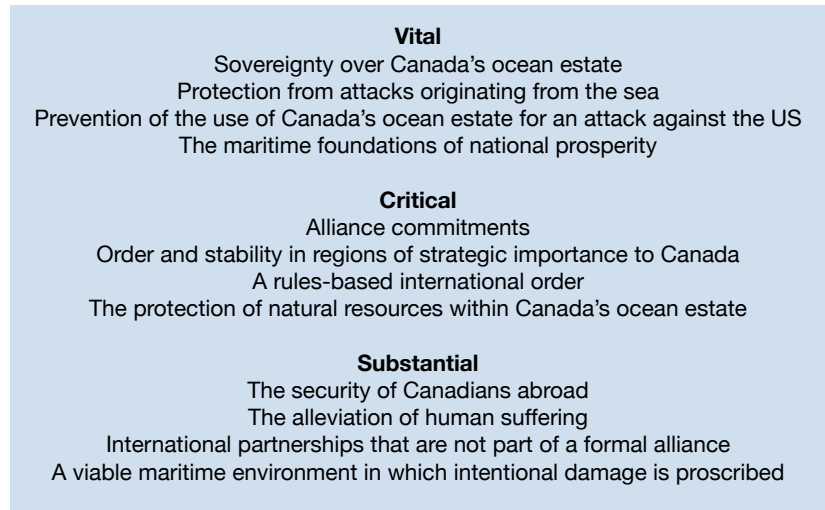 Vital
Sovereignty over Canada's ocean estate
Protection from attacks originating from the sea
Prevention of the use of Canada's ocean estate for an attack against the US
The maritime foundations of national prosperity
Critical
Alliance commitments
Order and stability in regions of strategic importance to Canada
A rules-based international order
The protection of natural resources within Canada's ocean estate
Substantial
The security of Canadians abroad
The alleviation of human suffering
International partnerships that are not part of a formal alliance
A viable maritime environment in which intentional damage is proscribed